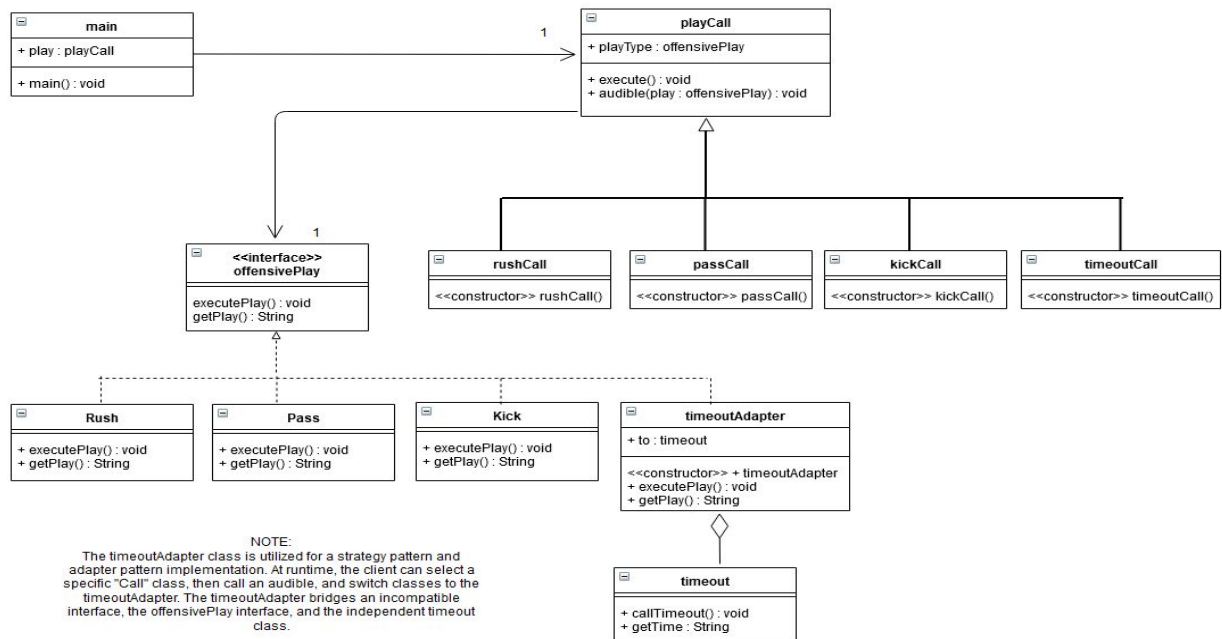 main
+ play : playCall
+ main() : void
1
playCall
+ playType : offensivePlay
+ execute() : void
+ audible(play : offensivePlay) : void
1
<<interface>>
offensivePlay
executePlay() : void
getPlay() : String
rushCall
<<constructor>> rushCall()
passCall
<<constructor>> passCall()
kickCall
<<constructor>> kickCall()
timeoutCall
<<constructor>> timeoutCall()
Rush
+ executePlay() : void
+ getPlay() : String
Pass
+ executePlay() : void
+ getPlay() : String
Kick
+ executePlay() : void
+ getPlay() : String
timeoutAdapter
+ to : timeout
<<constructor>> + timeoutAdapter
+ executePlay() : void
+ getPlay() : String
NOTE:
The timeoutAdapter class is utilized for a strategy pattern and
adapter pattern implementation. At runtime, the client can select a
specific "Call" class, then call an audible, and switch classes to the
timeoutAdapter. The timeoutAdapter bridges an incompatible
interface, the offensivePlay interface, and the independent timeout
class.
timeout
+ callTimeout() : void
+ getTime : String